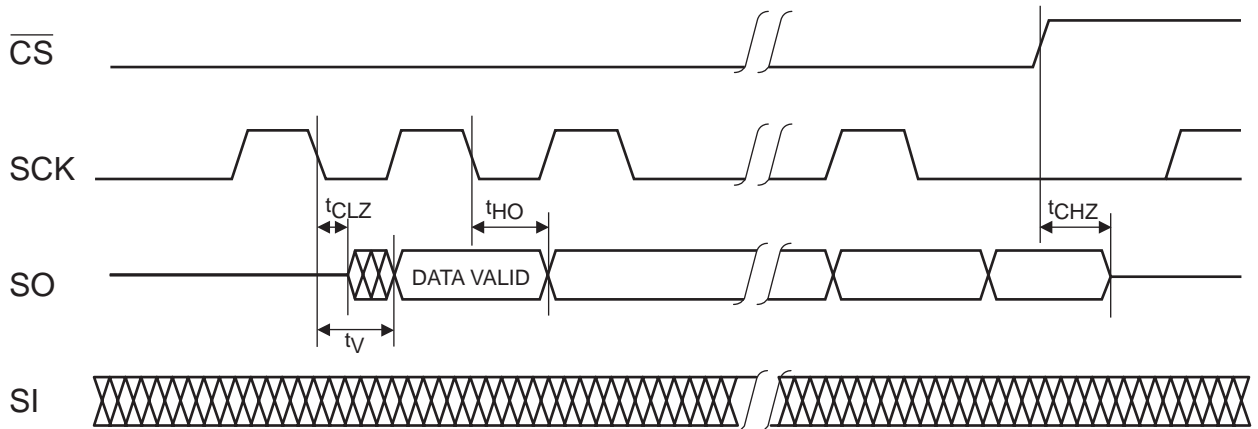 CS
SCK
tCLZ
tHO
tCHZ
SO
DATA VALID
tV
SI